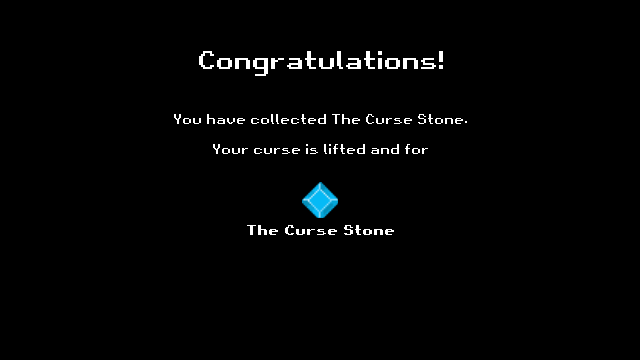 Congratulations!
You have collected The Curse Stone.
Your curse is lifted and for
The Curse Stone